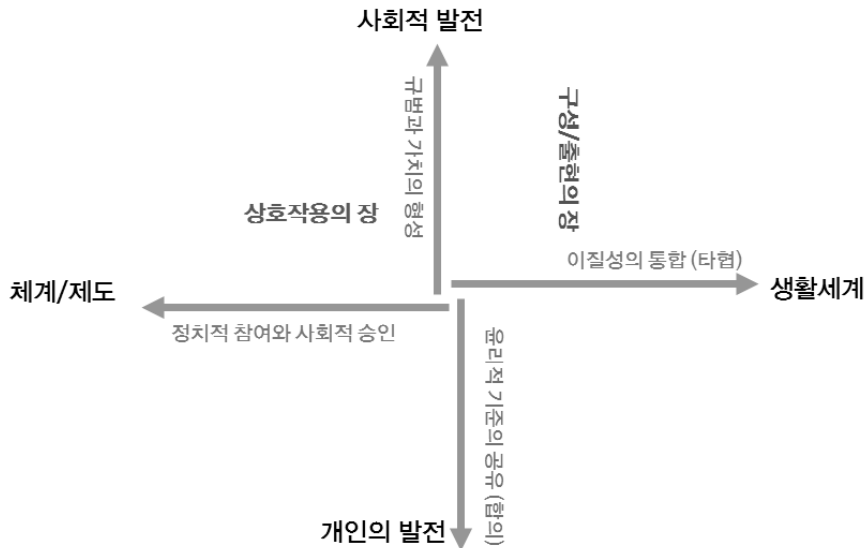 사회적 발전
규범과 가치의 형성
구성/출현의 장
상호작용의 장
이질성의 통합 (타협)
체계/제도
생활세계
정치적 참여와 사회적 승인
윤리적 기준의 공유 (합의)
개인의 발전